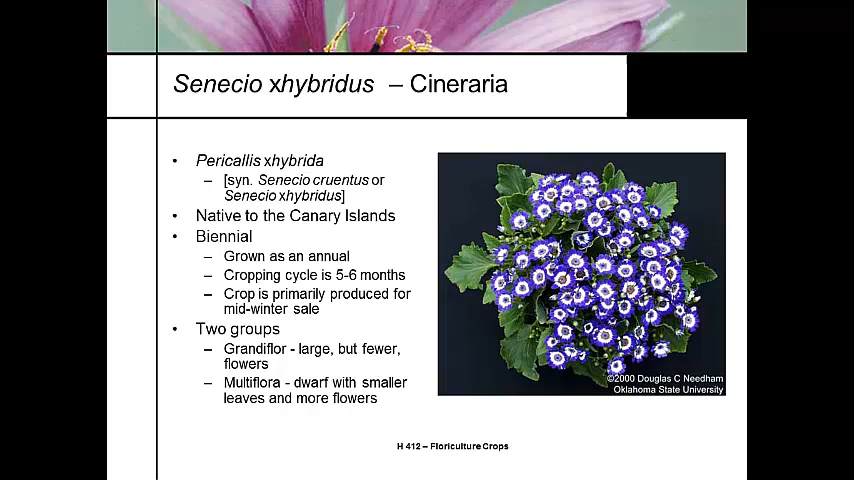 Senecio xhybridus – Cineraria
• Pericallis xhybrida
– [syn. Senecio cruentus or
Senecio xhybridus]
• Native to the Canary Islands
• Biennial
– Grown as an annual
– Cropping cycle is 5-6 months
– Crop is primarily produced for
mid-winter sale
• Two groups
– Grandiflor - large, but fewer,
flowers
– Multiflora - dwarf with smaller
leaves and more flowers
©2000 Douglas C Needham
Oklahoma State University
H 412 – Floriculture Crops